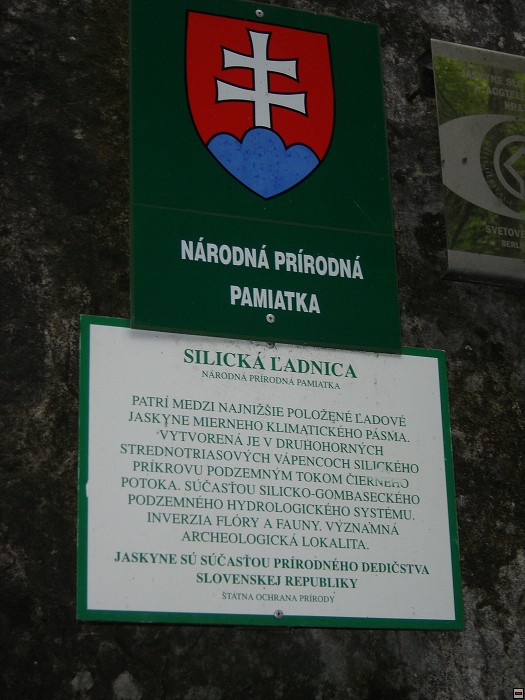 NÁRODNÁ PRÍRODNÁ
PAMIATKA
SILICKÁ ĽADNICA
NÁRODNÁ PRÍRODNÁ PAMIATKA
PATRÍ MEDZI NAJNIŽŠIE POLOŽENÉ ĽADOVÉ
JASKYNE MIERNEHO KLIMATICKÉHO PÁSMA.
VYTVORENÁ JE V DRUHOHORNÝCH
STREDNOTRIASOVÝCH VÁPENCOCH SILICKÉHO
PRÍKROVU PODZEMNÝM TOKOM ČIERNEHO
POTOKA. SÚČASŤOU SILICKO-GOMBASECKÉHO
PODZEMNÉHO HYDROLOGICKÉHO SYSTÉMU.
INVERZIA FLÓRY A FAUNY. VÝZNAMNÁ
ARCHEOLOGICKÁ LOKALITA.
JASKYNE SÚ SÚČASŤOU PRÍRODNÉHO DEDIČSTVA
SLOVENSKEJ REPUBLIKY
ŠTÁTNA OCHRANA PRÍRODY
JASKYNE